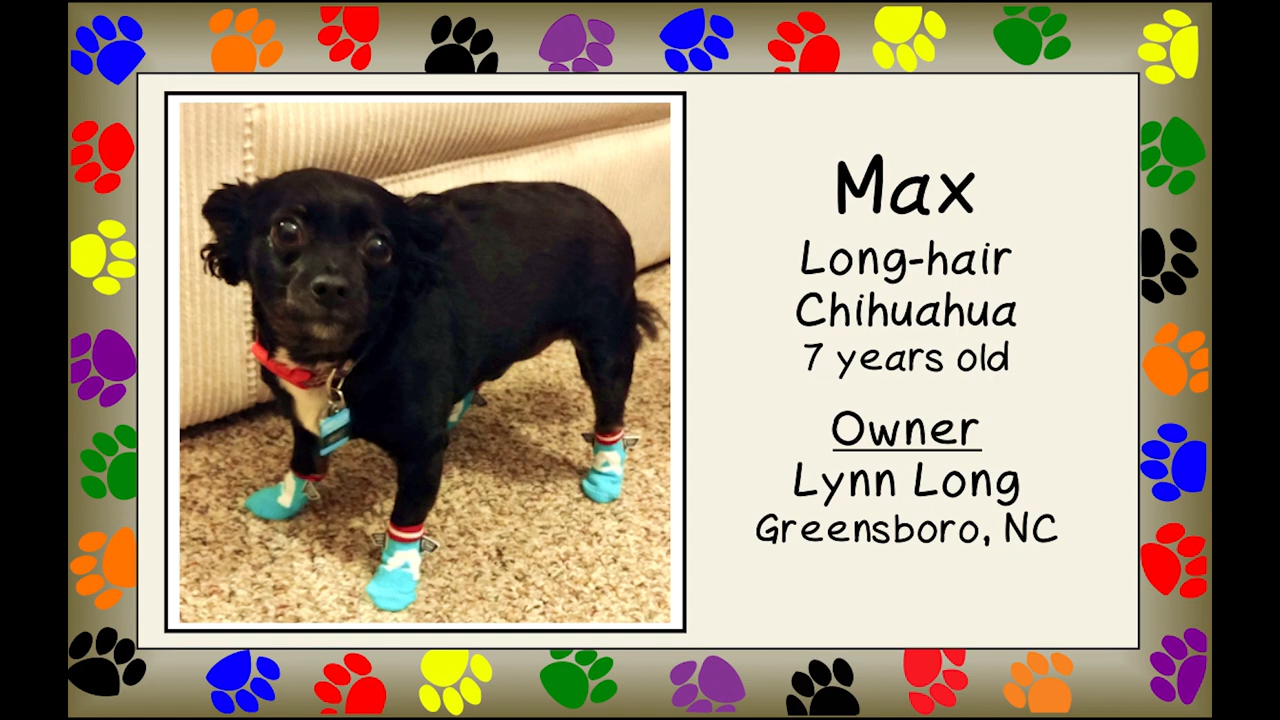 Max
Long-hair
Chihuahua
7 years old
Owner
Lynn Long
Greensboro, NC